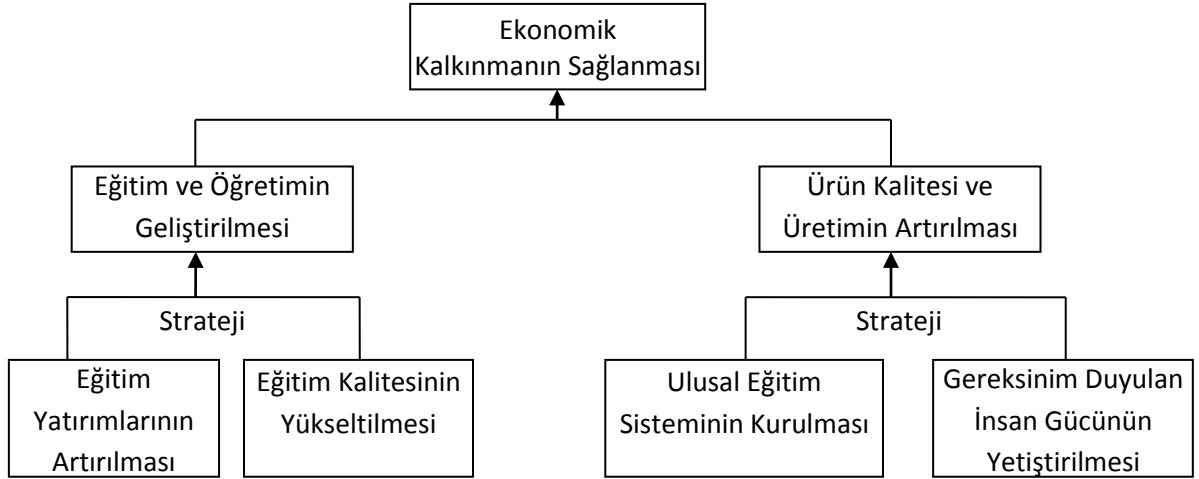 Ekonomik
Kalkınmanın Sağlanması
Eğitim ve Öğretimin
Geliştirilmesi
Ürün Kalitesi ve
Üretimin Artırılması
Strateji
Strateji
Eğitim
Yatırımlarının
Artırılması
Eğitim Kalitesinin
Yükseltilmesi
Ulusal Eğitim
Sisteminin Kurulması
Gereksinim Duyulan
İnsan Gücünün
Yetiştirilmesi